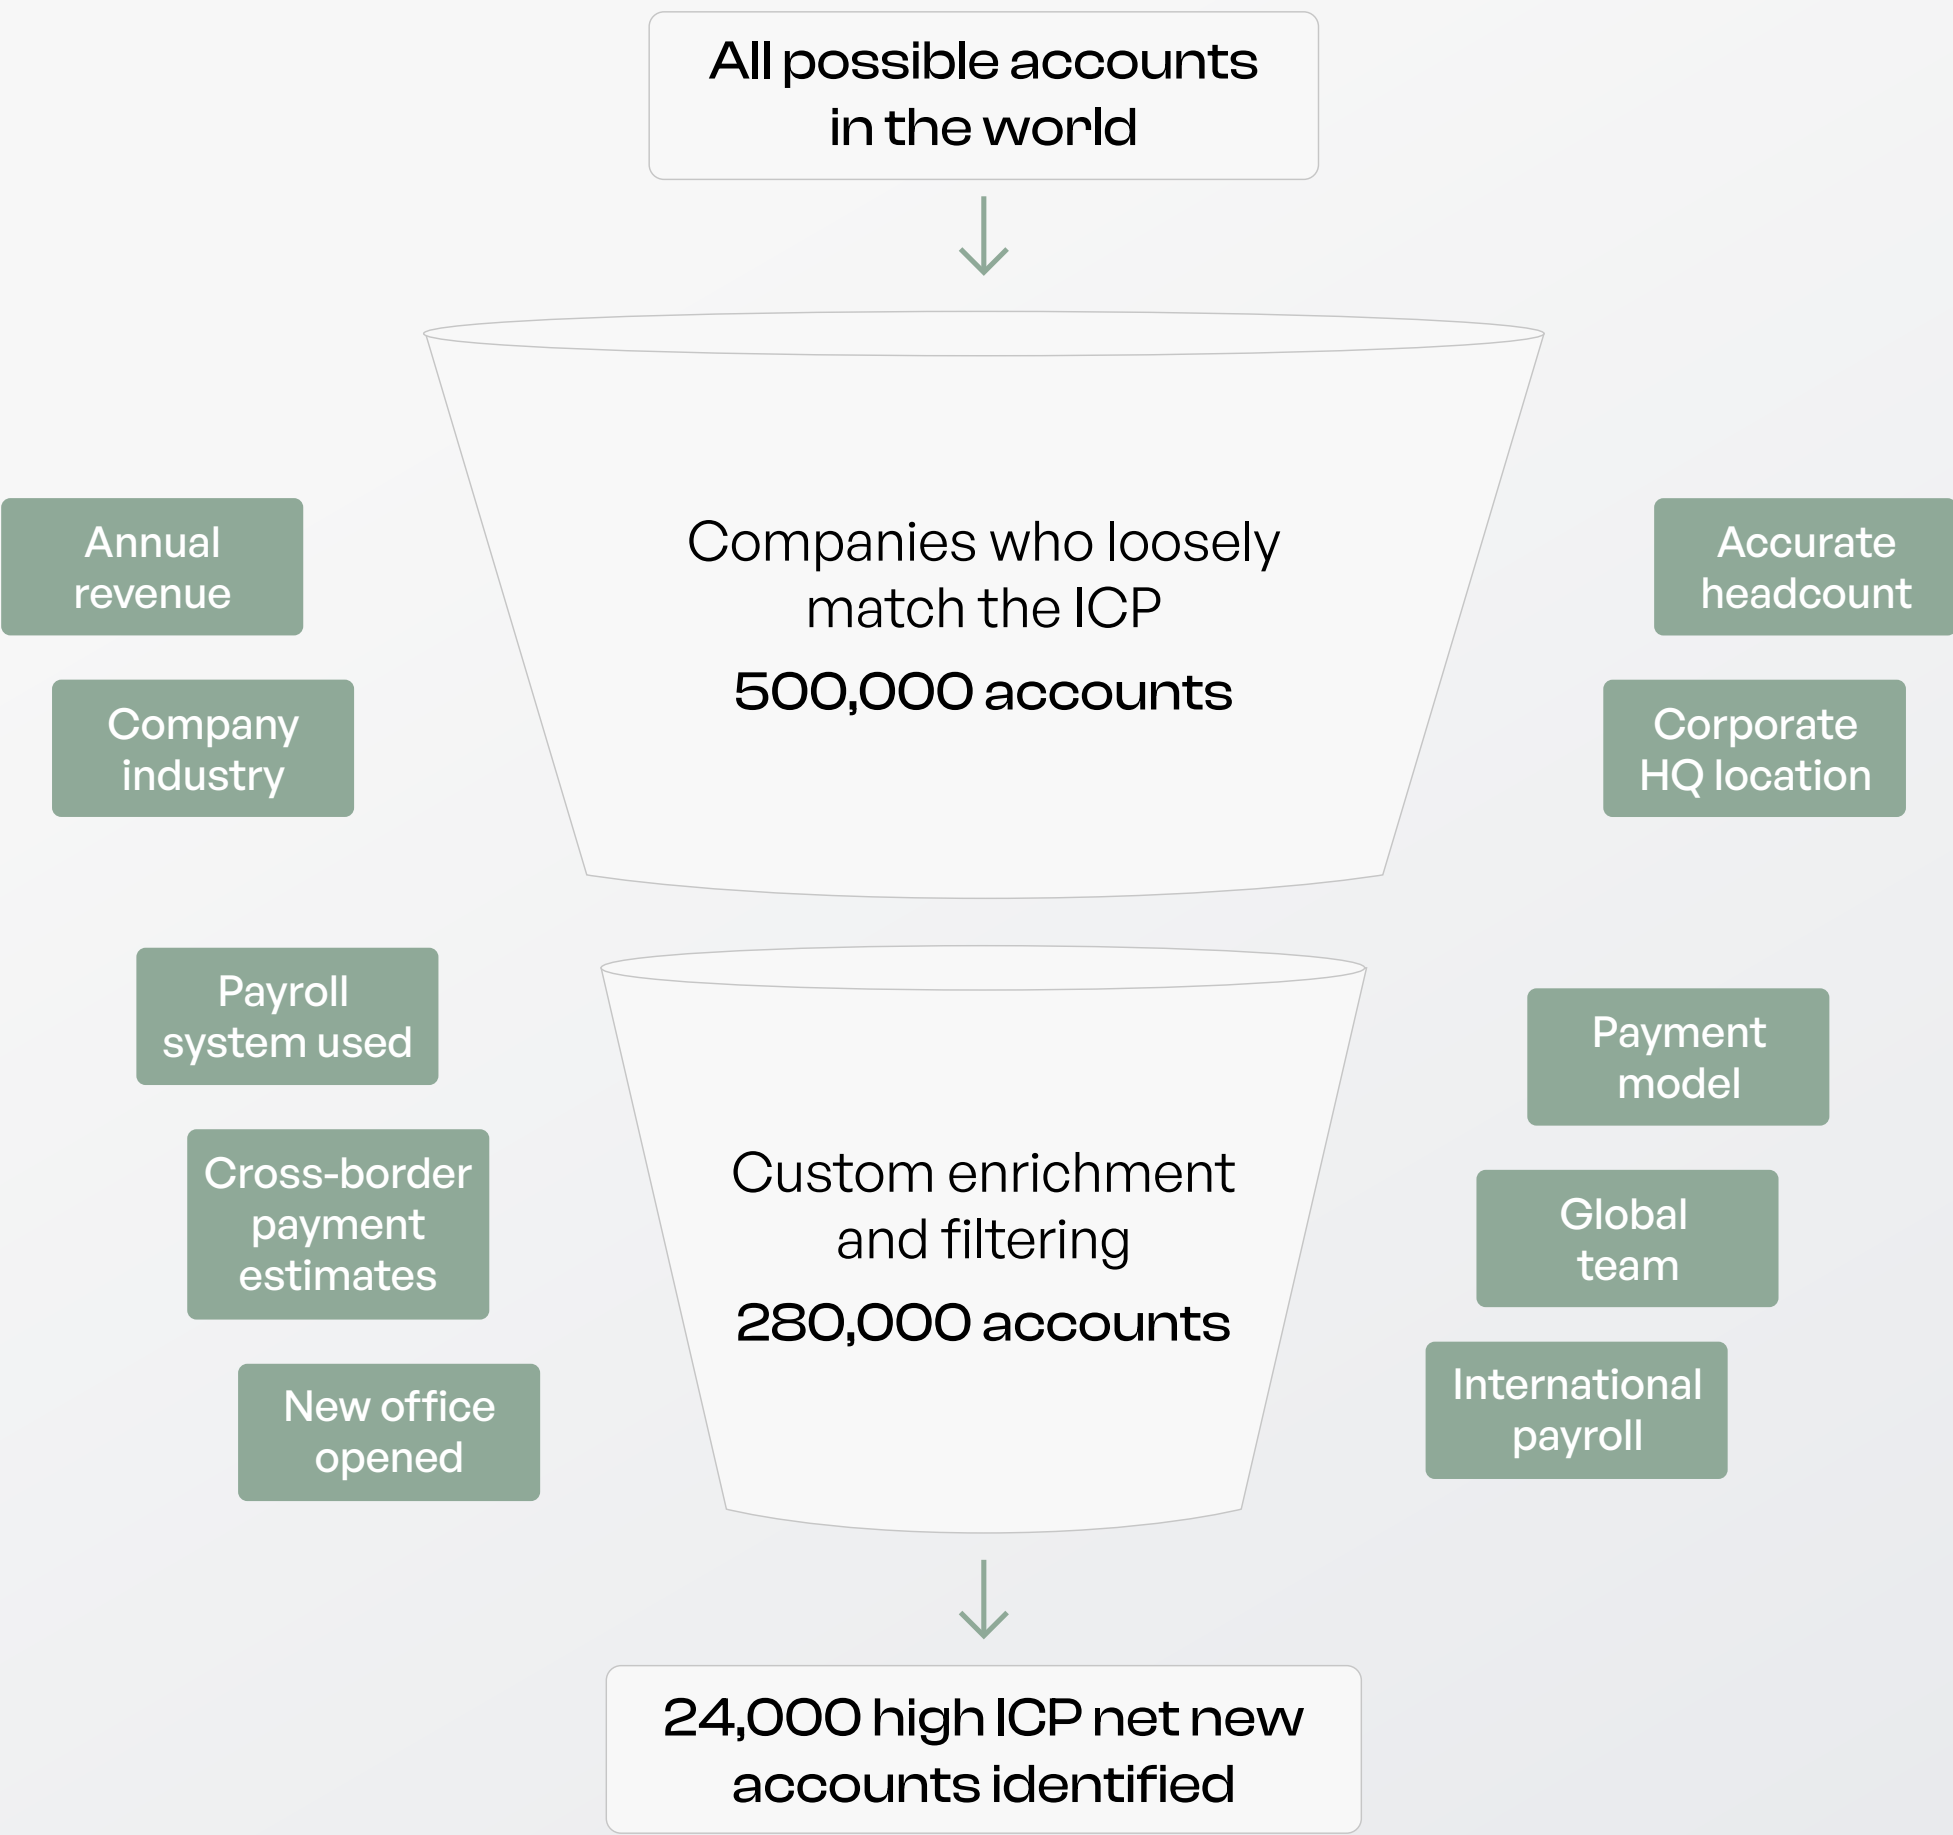 All possible accounts
in the world
Annual
revenue
Company
industry
Companies who loosely
match the ICP
500,000 accounts
Accurate
headcount
Corporate
HQ location
Payroll
system used
Cross-border
payment
estimates
New office
opened
Custom enrichment
and filtering
280,000 accounts
Payment
model
Global
team
International
payroll
24,000 high ICP net new
accounts identified